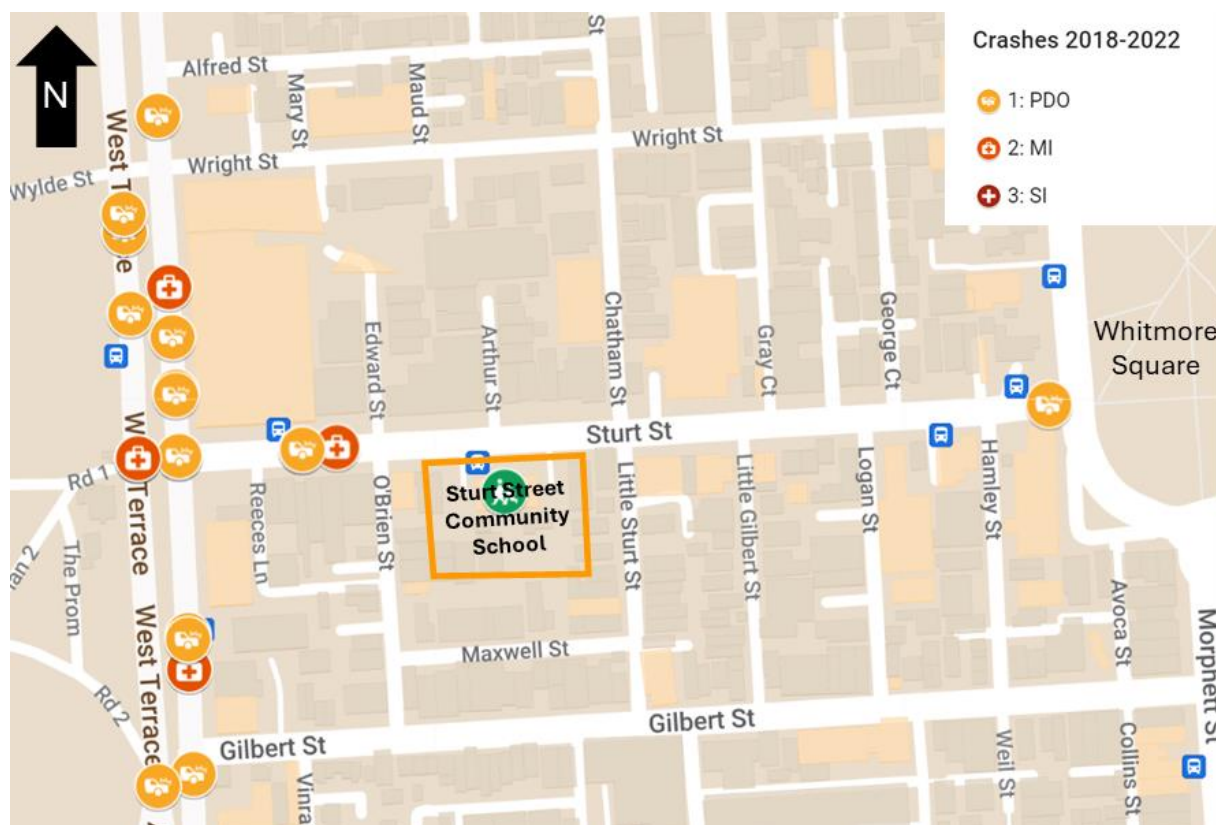 N
Crashes 2018-2022
1: PDO
2: MI
3: SI
St
Alfred St
Mary St
Maud St
Wright St
Wright St
Wylde St
West
Whitmore
Square
Edward St
Arthur St
Chatham St
Gray Ct
George Ct
Sturt St
Rd 1
Terrace
Reeces Ln
O'Brien St
Sturt Street
Community
School
Little Sturt St
Little Gilbert St
Logan St
Hamley St
The Prom
Rd 2
West Terrace
Maxwell St
Avoca St
Gilbert St
Gilbert St
Weil St
Collins St